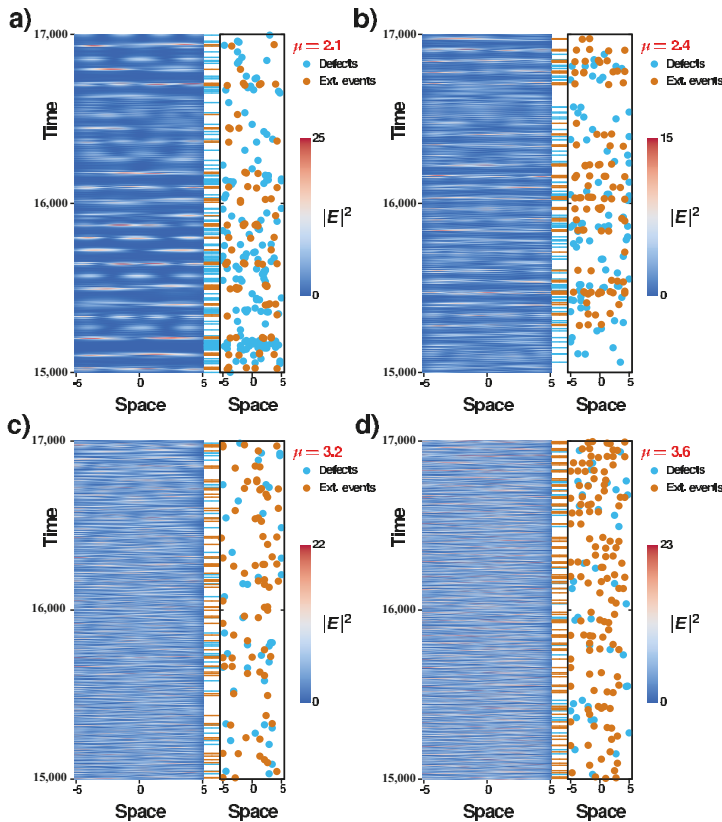 a)
17,000
μ = 2.1
Defects
Ext. events
16,000
15,000
Time
25
|E|²
0
-5 0 5 -5 0 5
Space Space
b)
17,000
μ = 2.4
Defects
Ext. events
16,000
15,000
Time
15
|E|²
0
-5 0 5 -5 0 5
Space Space
c)
17,000
μ = 3.2
Defects
Ext. events
16,000
15,000
Time
22
|E|²
0
-5 0 5 -5 0 5
Space Space
d)
17,000
μ = 3.6
Defects
Ext. events
16,000
15,000
Time
23
|E|²
0
-5 0 5 -5 0 5
Space Space